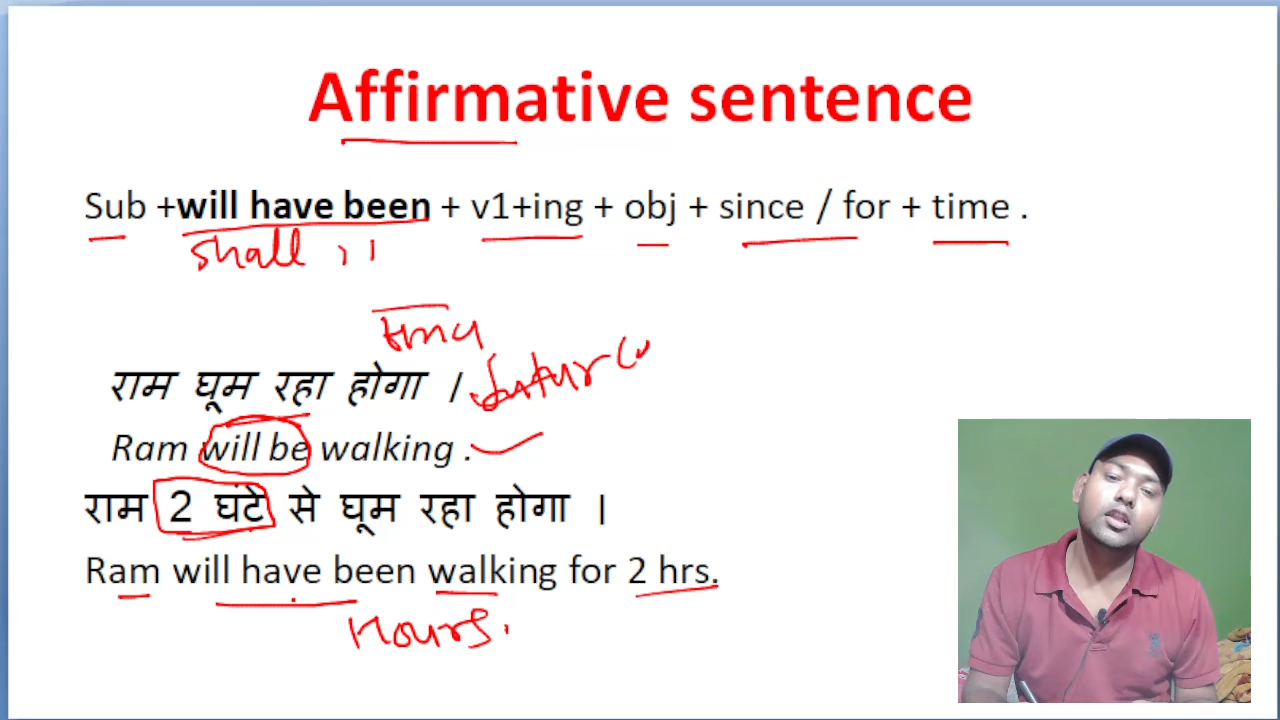 Affirmative sentence
Sub +will have been + v1+ing + obj + since / for + time .
shall ,,
राम घूम रहा होगा ।
Ram will be walking .
राम 2 घंटे से घूम रहा होगा ।
Ram will have been walking for 2 hrs.
Hours.